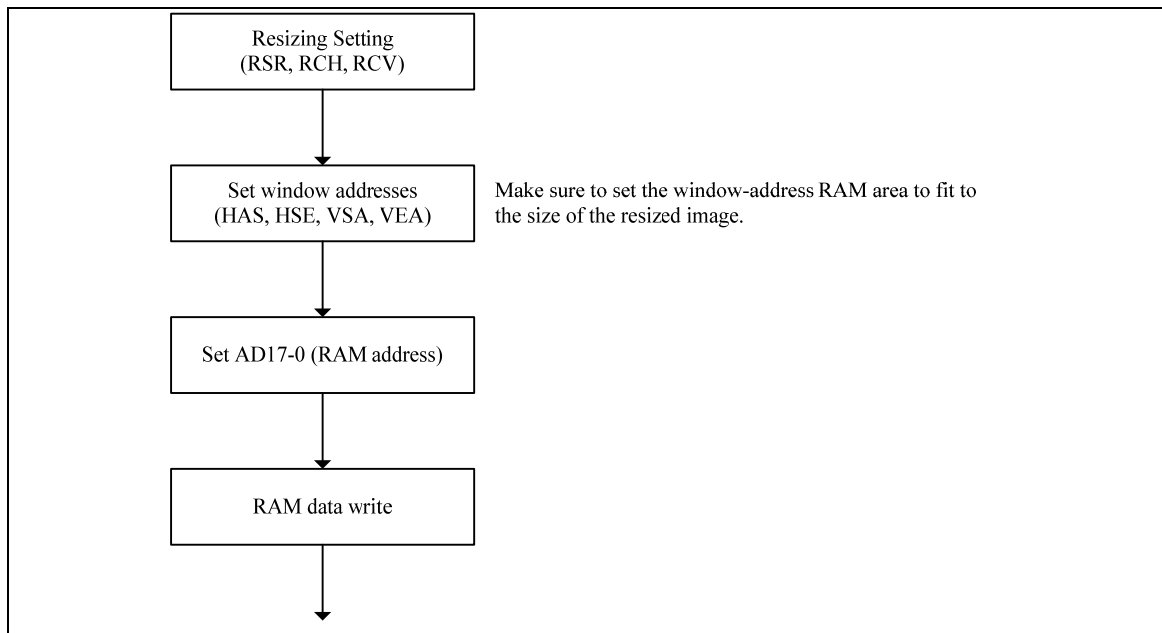 Resizing Setting
(RSR, RCH, RCV)
Set window addresses
(HAS, HSE, VSA, VEA)
Make sure to set the window-address RAM area to fit to
the size of the resized image.
Set AD17-0 (RAM address)
RAM data write